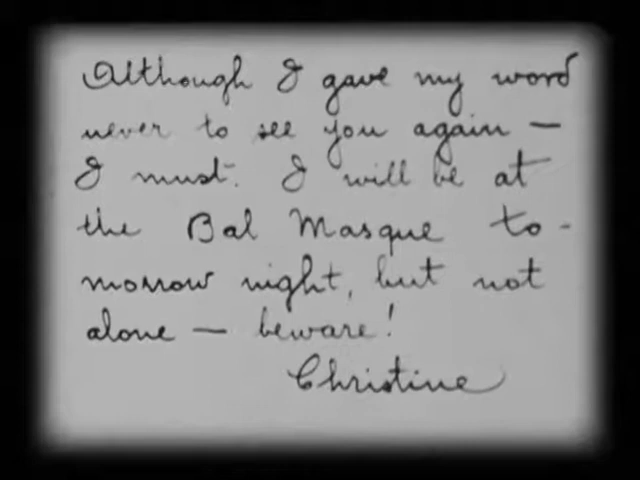 Although I gave my word
never to see you again —
I must. I will be at
the Bal Masque to-
morrow night, but not
alone — beware!
Christine